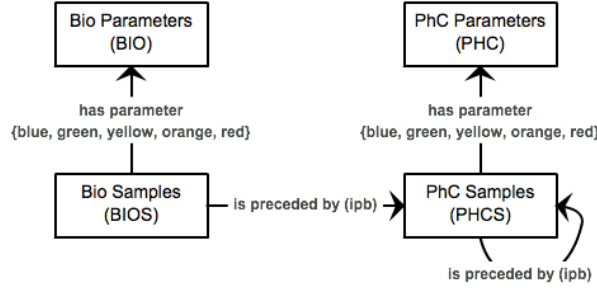 Bio Parameters
(BIO)
PhC Parameters
(PHC)
has parameter
{blue, green, yellow, orange, red}
has parameter
{blue, green, yellow, orange, red}
Bio Samples
(BIOS)
is preceded by (ipb)
PhC Samples
(PHCS)
is preceded by (ipb)